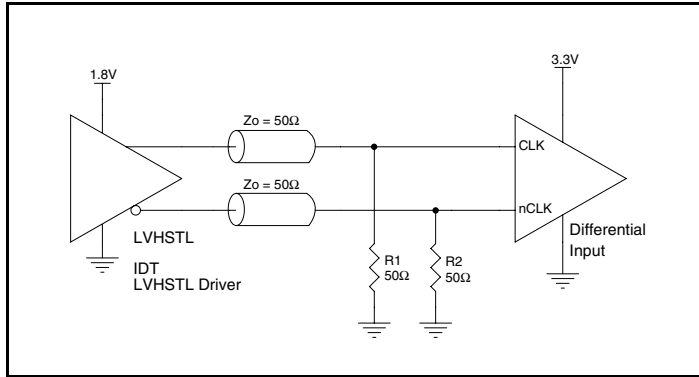 1.8V
3.3V
Zo = 50Ω
CLK
Zo = 50Ω
nCLK
LVHSTL
IDT
LVHSTL Driver
R1
50Ω
R2
50Ω
Differential
Input